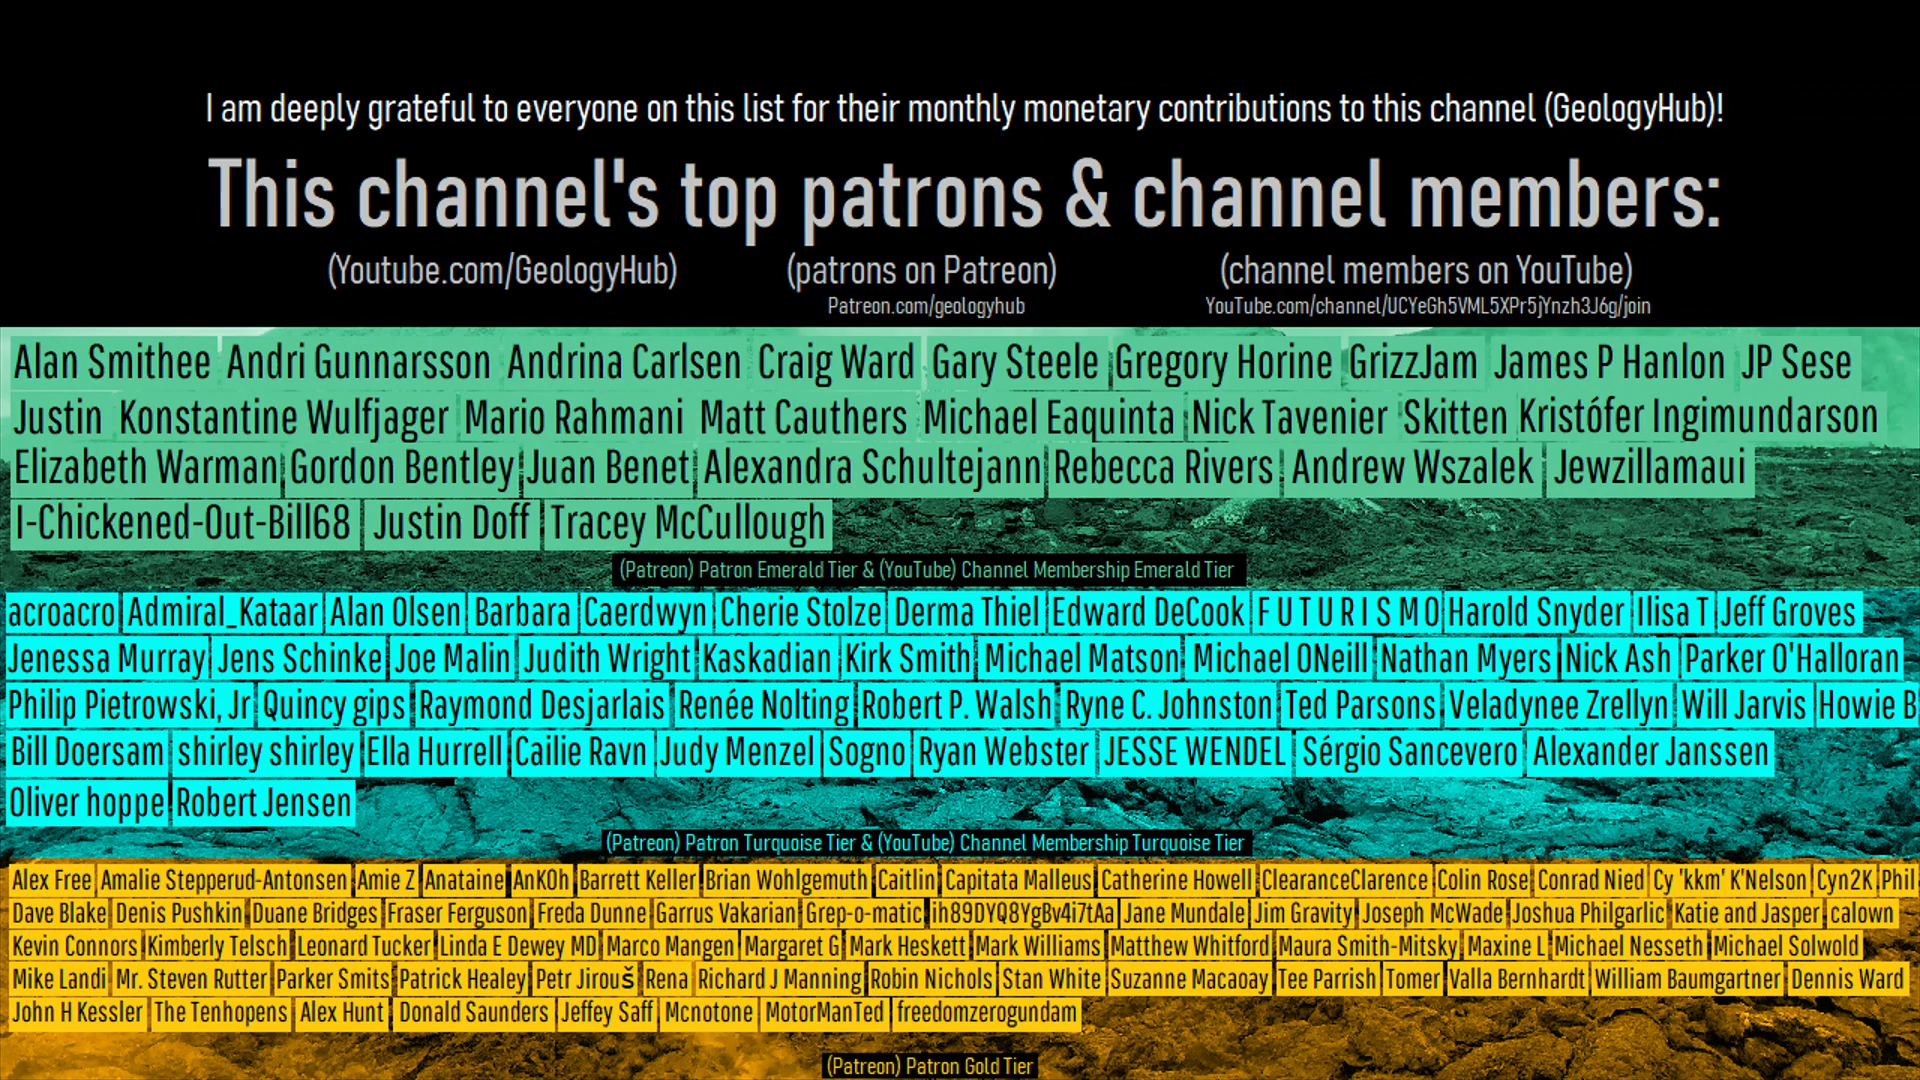 I am deeply grateful to everyone on this list for their monthly monetary contributions to this channel (GeologyHub)!
This channel's top patrons & channel members:
(Youtube.com/GeologyHub) (patrons on Patreon) (channel members on YouTube)
Patreon.com/geologyhub YouTube.com/channel/UCYeGh5VML5XPr5jYnzh3J6g/join
Alan Smithee Andri Gunnarsson Andrina Carlsen Craig Ward Gary Steele Gregory Horine GrizzJam James P Hanlon JP Sese
Justin Konstantine Wulfjager Mario Rahmani Matt Cauthers Michael Eaquinta Nick Tavenier Skitten Kristófer Ingimundarson
Elizabeth Warman Gordon Bentley Juan Benet Alexandra Schultejann Rebecca Rivers Andrew Wszalek Jewzillamaui
I-Chickened-Out-Bill68 Justin Doff Tracey McCullough
(Patreon) Patron Emerald Tier & (YouTube) Channel Membership Emerald Tier
acroacro Admiral_Kataar Alan Olsen Barbara Caerdwyn Cherie Stolze Derma Thiel Edward DeCook F U T U R I S M O Harold Snyder Ilisa T Jeff Groves
Jenessa Murray Jens Schinke Joe Malin Judith Wright Kaskadian Kirk Smith Michael Matson Michael ONeill Nathan Myers Nick Ash Parker O'Halloran
Philip Pietrowski, Jr Quincy gips Raymond Desjarlais Renée Nolting Robert P. Walsh Ryne C. Johnston Ted Parsons Veladynee Zrellyn Will Jarvis Howie B
Bill Doersam shirley shirley Ella Hurrell Cailie Ravn Judy Menzel Sogno Ryan Webster JESSE WENDEL Sérgio Sancevero Alexander Janssen
Oliver hoppe Robert Jensen
(Patreon) Patron Turquoise Tier & (YouTube) Channel Membership Turquoise Tier
Alex Free Amalie Stepperud-Antonsen Amie Z Anataine AnKOh Barrett Keller Brian Wohlgemuth Caitlin Capitata Malleus Catherine Howell ClearanceClarence Colin Rose Conrad Nied Cy 'kkm' K'Nelson Cyn2K Phil
Dave Blake Denis Pushkin Duane Bridges Fraser Ferguson Freda Dunne Garrus Vakarian Grep-o-matic ih89DYQ8YgBv4i7tAa Jane Mundale Jim Gravity Joseph McWade Joshua Philgarlic Katie and Jasper calown
Kevin Connors Kimberly Telsch Leonard Tucker Linda E Dewey MD Marco Mangen Margaret G Mark Heskett Mark Williams Matthew Whitford Maura Smith-Mitsky Maxine L Michael Nesseth Michael Solwold
Mike Landi Mr. Steven Rutter Parker Smits Patrick Healey Petr Jirouš Rena Richard J Manning Robin Nichols Stan White Suzanne Macaoay Tee Parrish Tomer Valla Bernhardt William Baumgartner Dennis Ward
John H Kessler The Tenhopens Alex Hunt Donald Saunders Jeffey Saff Mcnotone MotorManTed freedomzerogundam
(Patreon) Patron Gold Tier